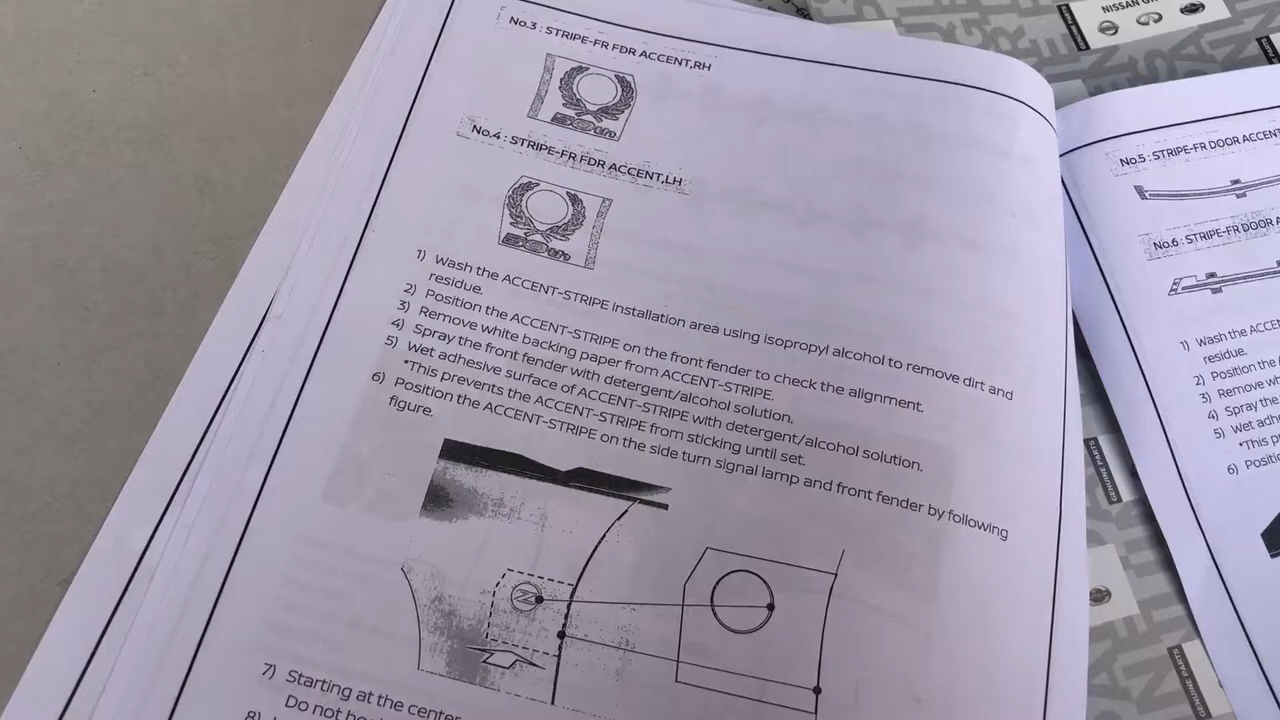 NISSAN
No.3 : STRIPE-FR FDR ACCENT,RH
50th
No.4 : STRIPE-FR FDR ACCENT,LH
50th
1) Wash the ACCENT-STRIPE installation area using isopropyl alcohol to remove dirt and
residue.
2) Position the ACCENT-STRIPE on the front fender to check the alignment.
3) Remove white backing paper from ACCENT-STRIPE.
4) Spray the front fender with detergent/alcohol solution.
5) Wet adhesive surface of ACCENT-STRIPE with detergent/alcohol solution.
*This prevents the ACCENT-STRIPE from sticking until set.
6) Position the ACCENT-STRIPE on the side turn signal lamp and front fender by following
figure.
Z
7) Starting at the center
Do not
8)
No.5 : STRIPE-FR DOOR ACCENT
No.6 : STRIPE-FR DOOR
1) Wash the
residue.
2) Position the
3) Remove
4) Spray the
5) Wet
*This
6)
GENUINE PARTS
GENUINE PARTS
GENUINE PARTS